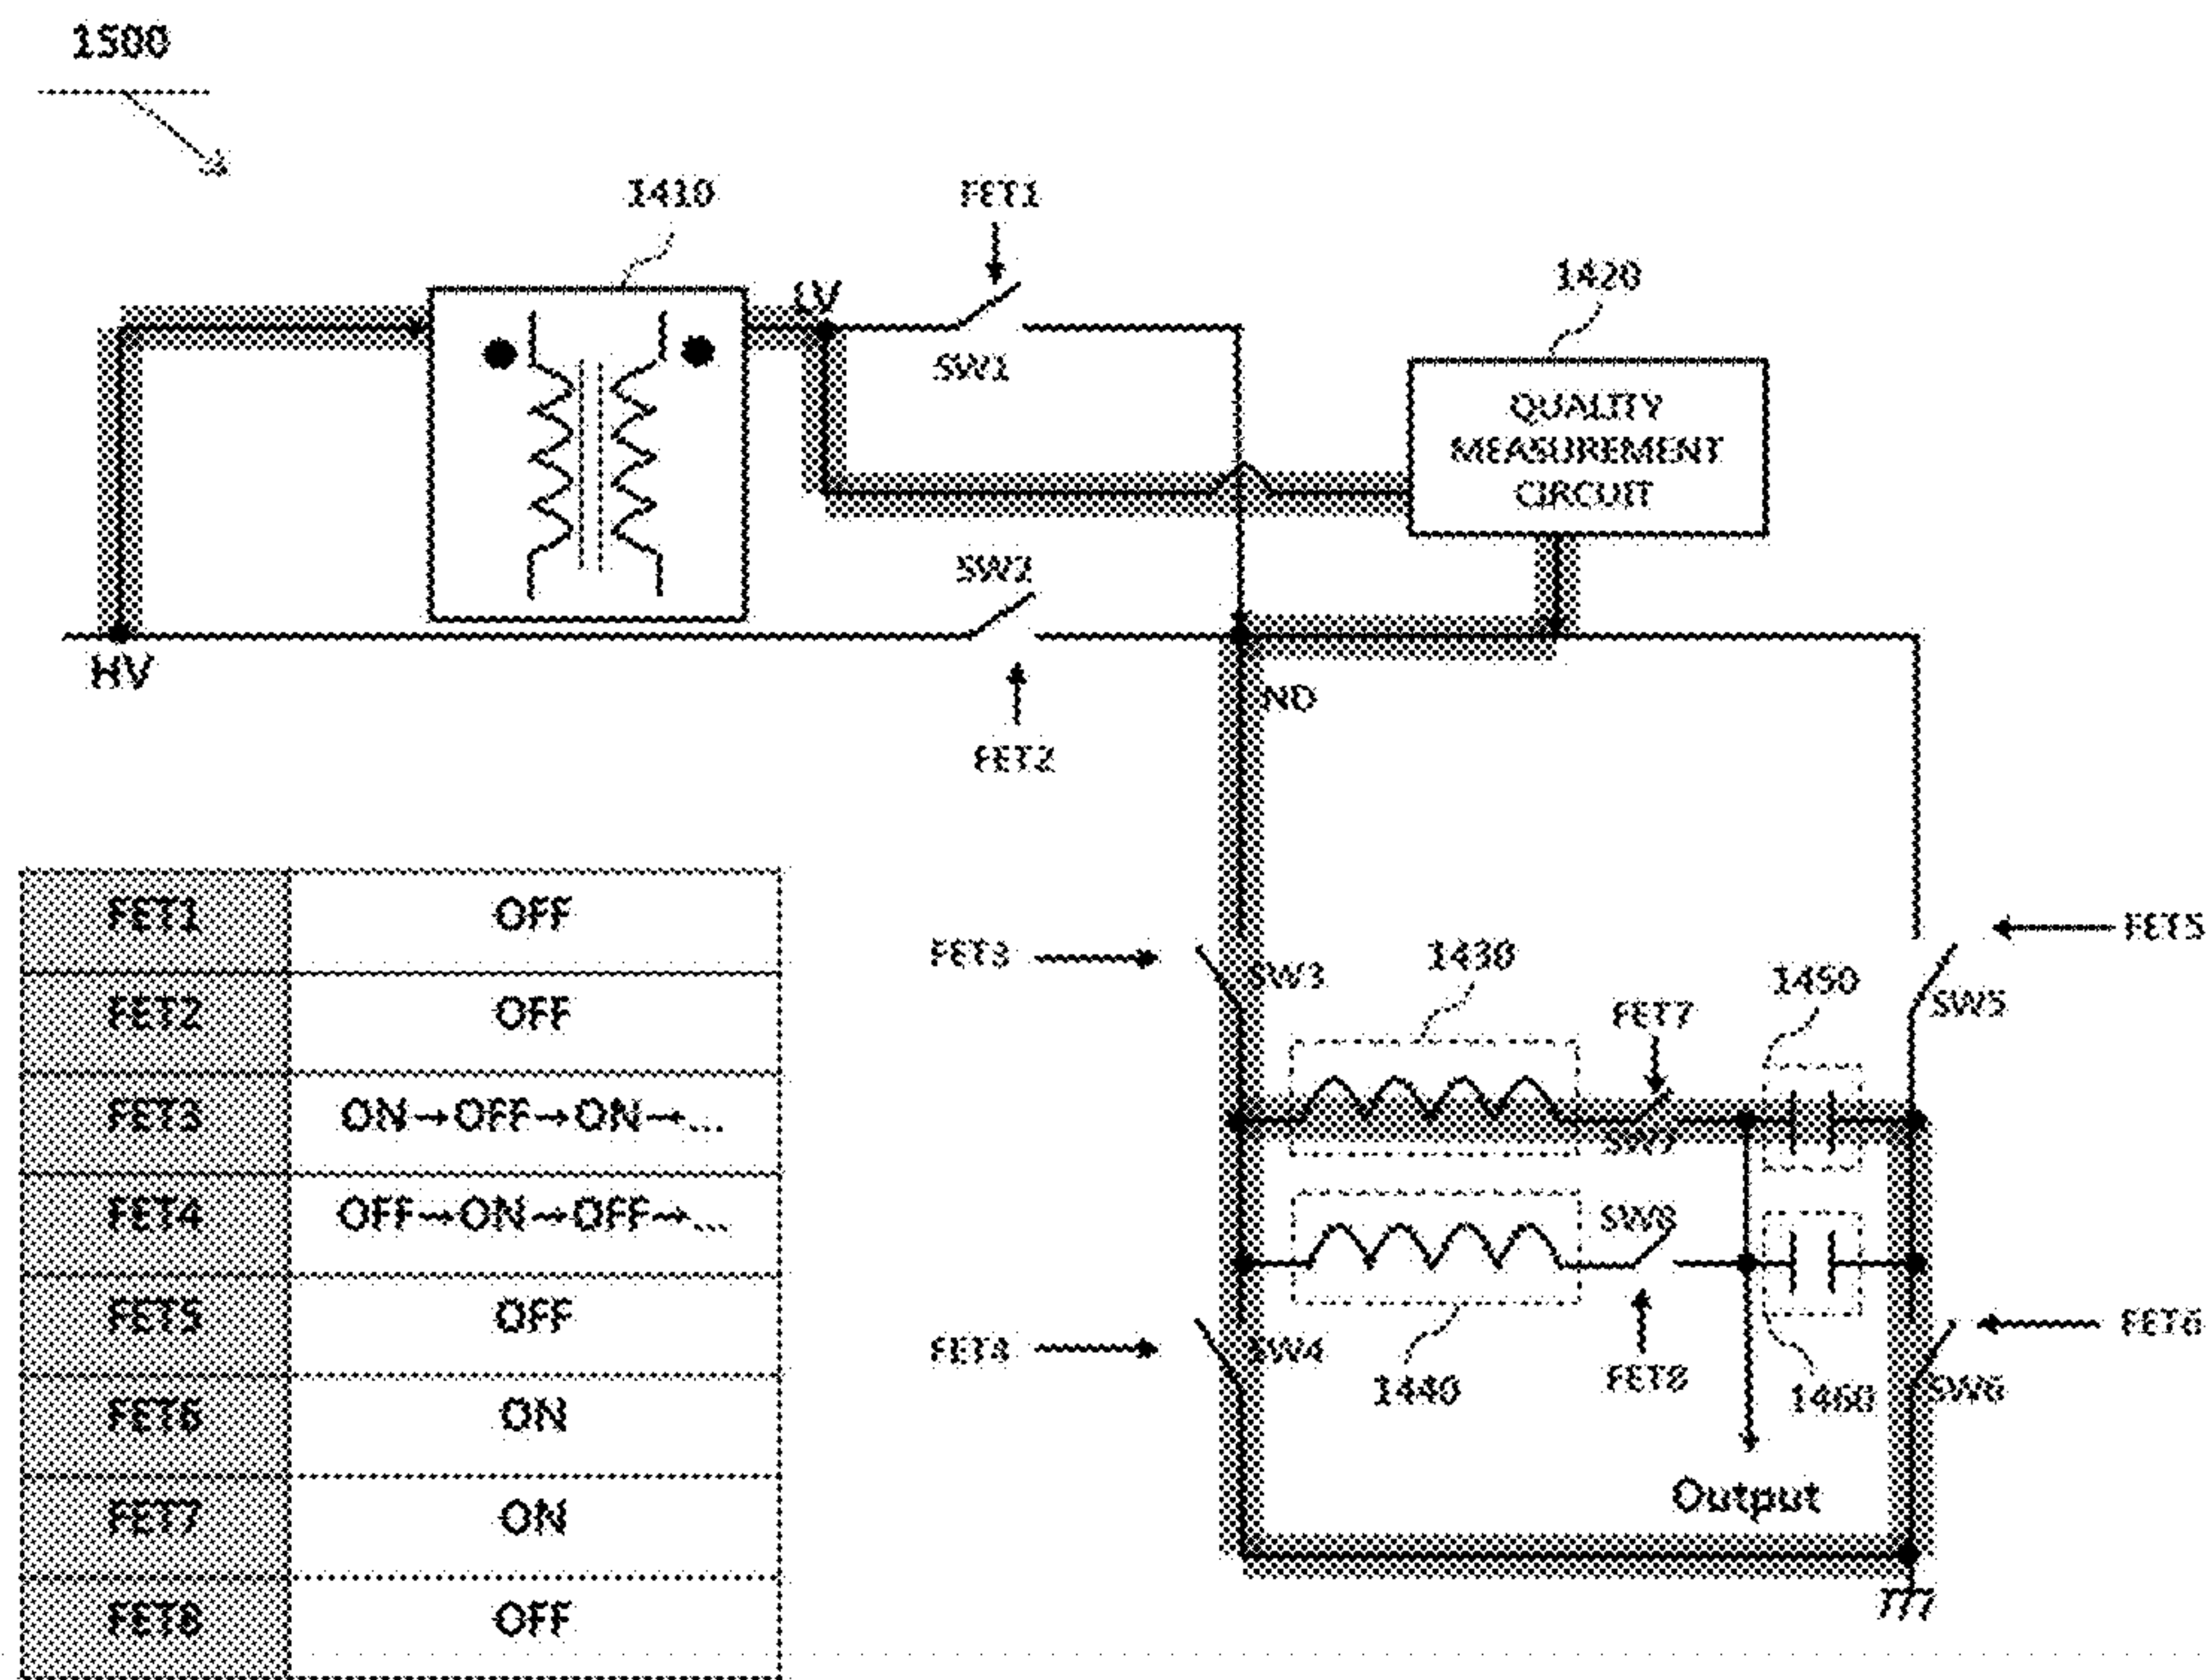 1500
1410
FET1
LV
SW1
1420
QUALITY
MEASUREMENT
CIRCUIT
SW2
HV
ND
FET2
FET1 OFF
FET2 OFF
FET3 ON→OFF→ON→...
FET4 OFF→ON→OFF→...
FET5 OFF
FET6 ON
FET7 ON
FET8 OFF
FET3
SW3
1430
FET7
1450
FET5
SW5
SW7
SW8
FET4
SW4
1440
FET8
1460
FET6
SW6
Output